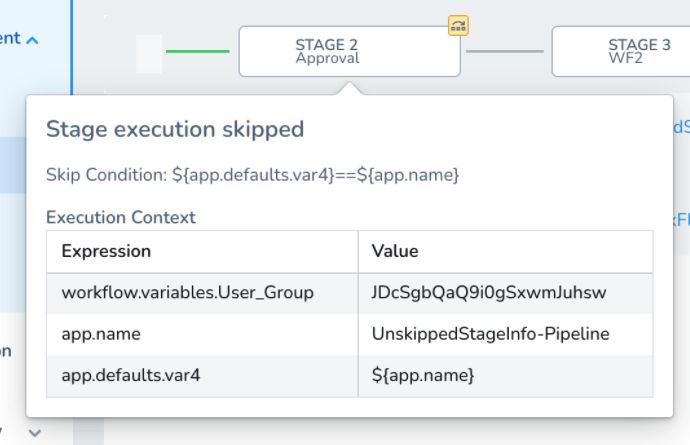 ent
STAGE 2
Approval
STAGE 3
WF2
Stage execution skipped
Skip Condition: ${app.defaults.var4}==${app.name}
Execution Context
Expression Value
workflow.variables.User_Group JDcSgbQaQ9i0gSxwmJuhsw
app.name UnskippedStageInfo-Pipeline
app.defaults.var4 ${app.name}
on